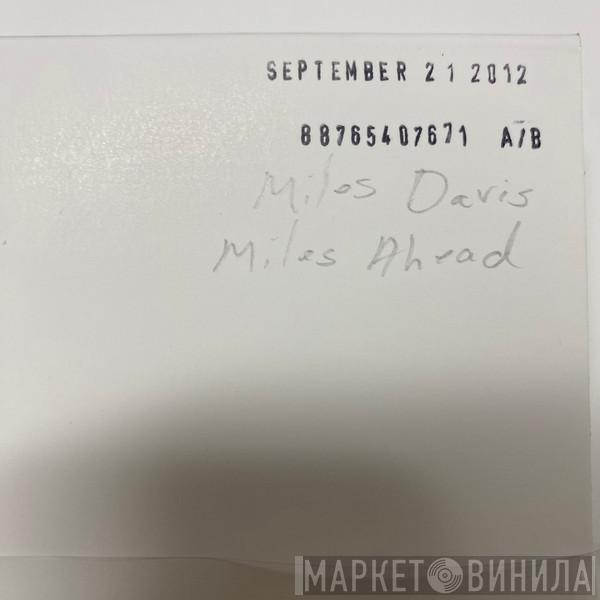 SEPTEMBER 21 2012
88765407671 A/B
Miles Davis
Miles Ahead
МАРКЕТ ВИНИЛА